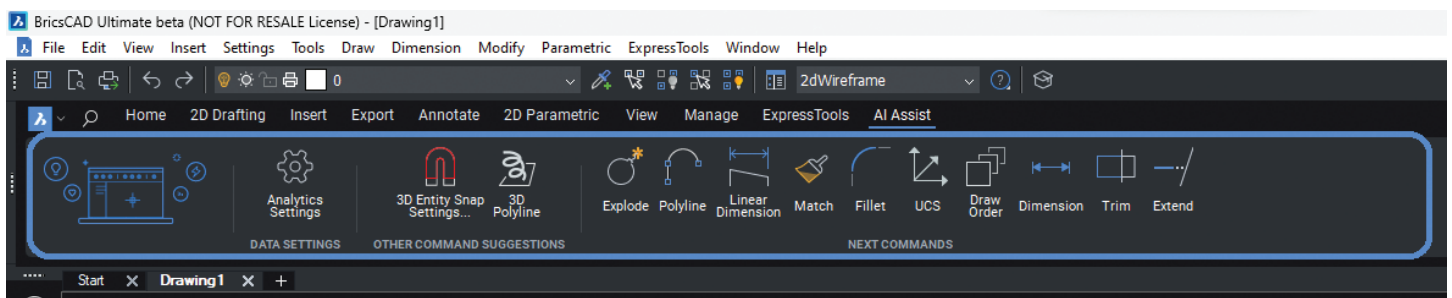 BricsCAD Ultimate beta (NOT FOR RESALE License) - [Drawing1]
File Edit View Insert Settings Tools Draw Dimension Modify Parametric ExpressTools Window Help
0 2dWireframe
Home 2D Drafting Insert Export Annotate 2D Parametric View Manage ExpressTools AI Assist
Analytics
Settings
3D Entity Snap
Settings...
3D
Polyline
Explode
Polyline
Linear
Dimension
Match
Fillet
UCS
Draw
Order
Dimension
Trim
Extend
DATA SETTINGS OTHER COMMAND SUGGESTIONS NEXT COMMANDS
Start Drawing1